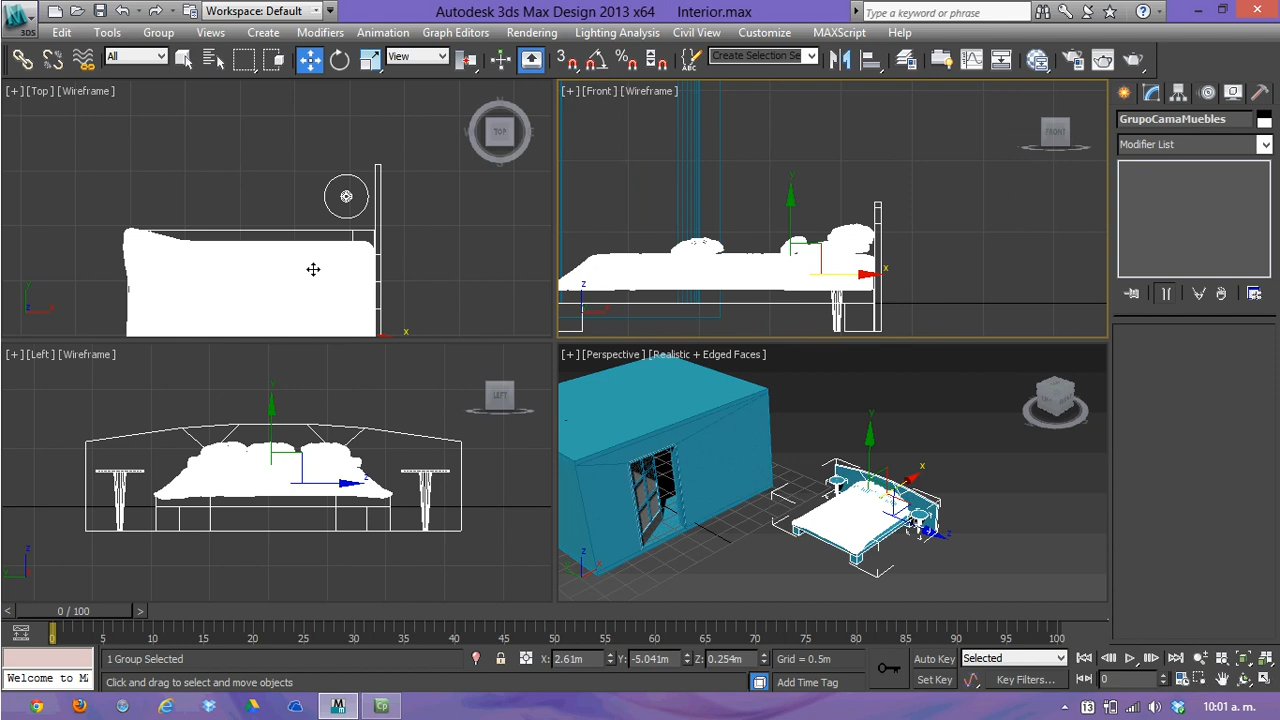 3DS
Workspace: Default
Autodesk 3ds Max Design 2013 x64 Interior.max
Type a keyword or phrase
Edit Tools Group Views Create Modifiers Animation Graph Editors Rendering Lighting Analysis Civil View Customize MAXScript Help
All
View
3
%
ABC
Create Selection Se
[+] [Top] [Wireframe]
TOP
[+] [Front] [Wireframe]
FRONT
GrupoCamaMuebles
Modifier List
y
x
z
x
[+] [Left] [Wireframe]
LEFT
[+] [Perspective] [Realistic + Edged Faces]
y
x
z
z
0 / 100
0 5 10 15 20 25 30 35 40 45 50 55 60 65 70 75 80 85 90 95 100
1 Group Selected
X: 2.61m Y: -5.041m Z: 0.254m Grid = 0.5m
Auto Key Selected
Welcome to M
Click and drag to select and move objects
Add Time Tag
Set Key Key Filters... 0
Cp
13
10:01 a. m.